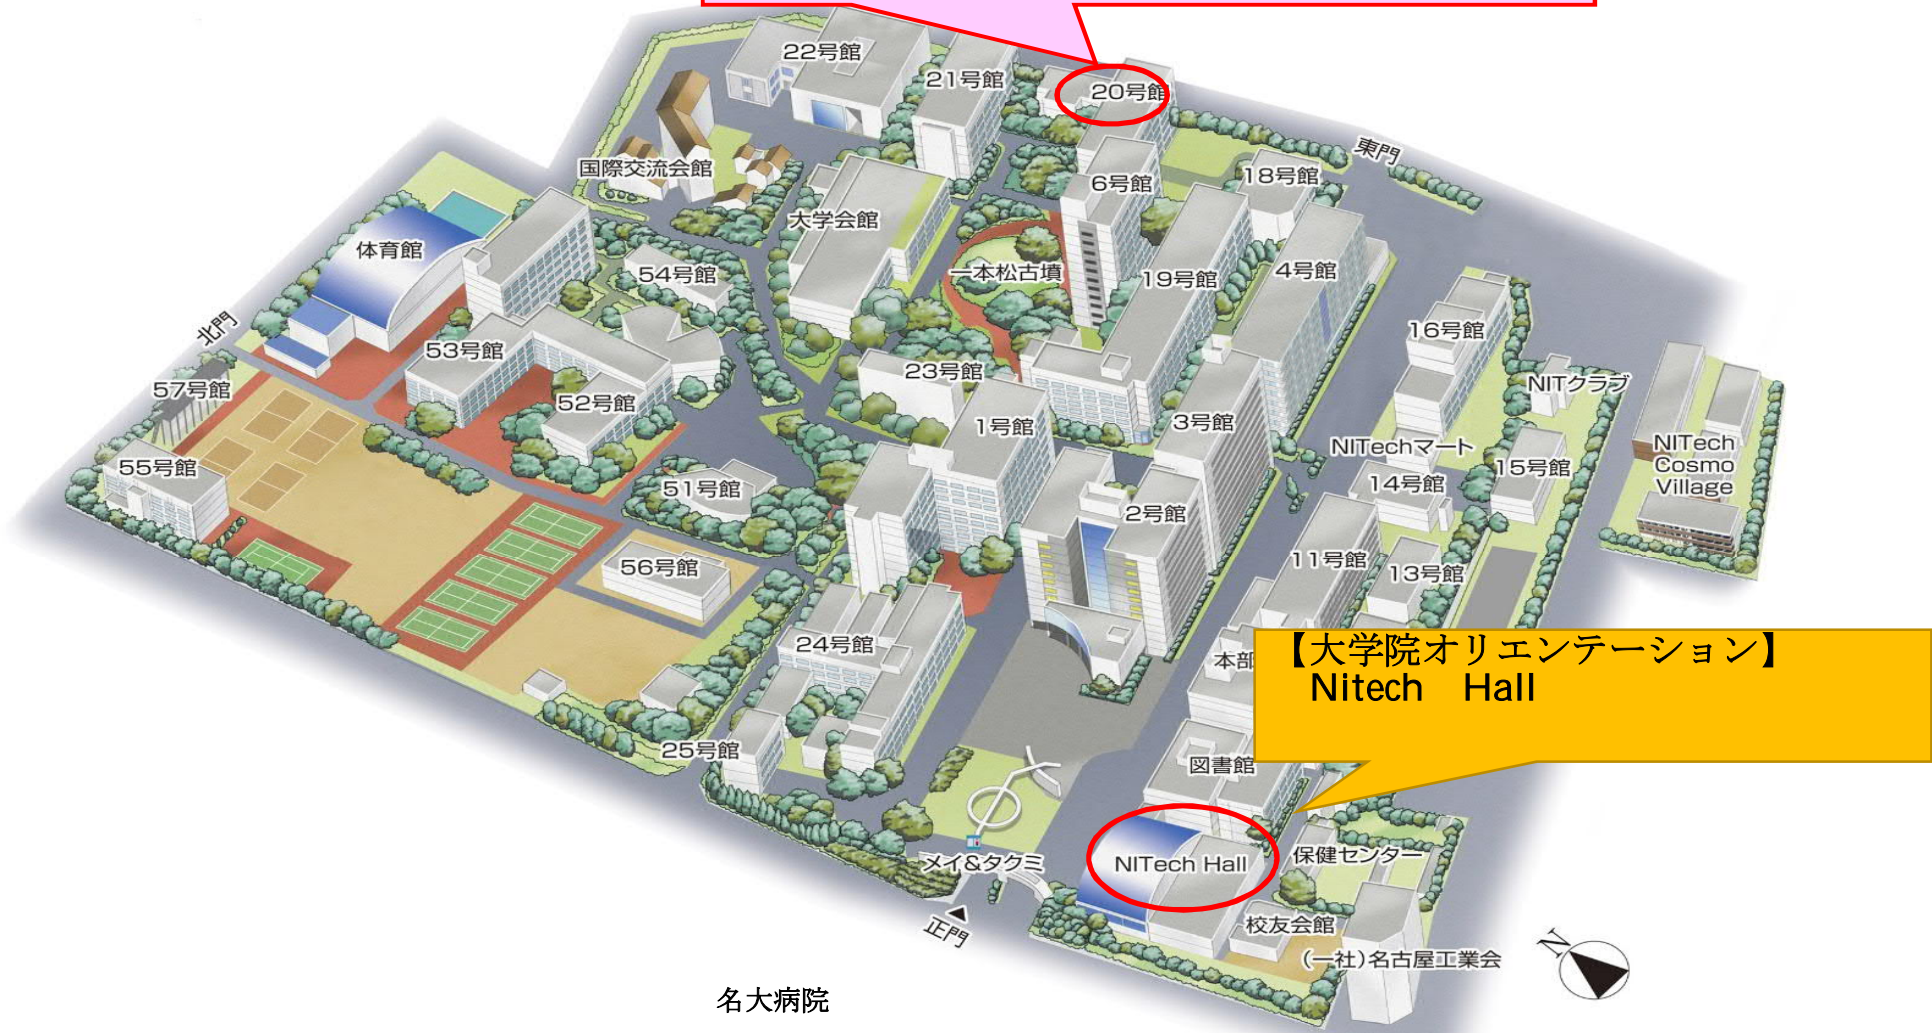 22号館
21号館
20号館
東門
国際交流会館
6号館
18号館
大学会館
体育館
54号館
一本松古墳
19号館
4号館
北門
53号館
16号館
57号館
23号館
NITクラブ
52号館
1号館
3号館
NITechマート
NITech
Cosmo
Village
55号館
15号館
51号館
14号館
2号館
56号館
11号館
13号館
24号館
本部
【大学院オリエンテーション】
Nitech　Hall
25号館
図書館
メイ&タクミ
NITech Hall
保健センター
正門
校友会館
(一社)名古屋工業会
N
名大病院